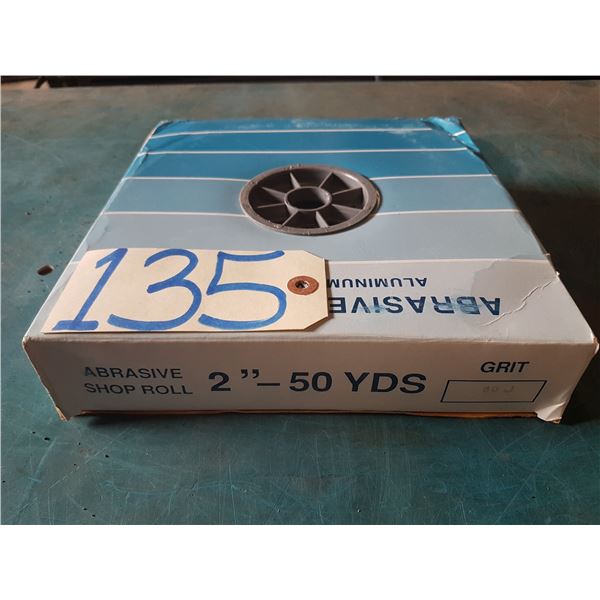 135
ABRASIVE
ALUMINUM
ABRASIVE
SHOP ROLL
2" – 50 YDS
GRIT